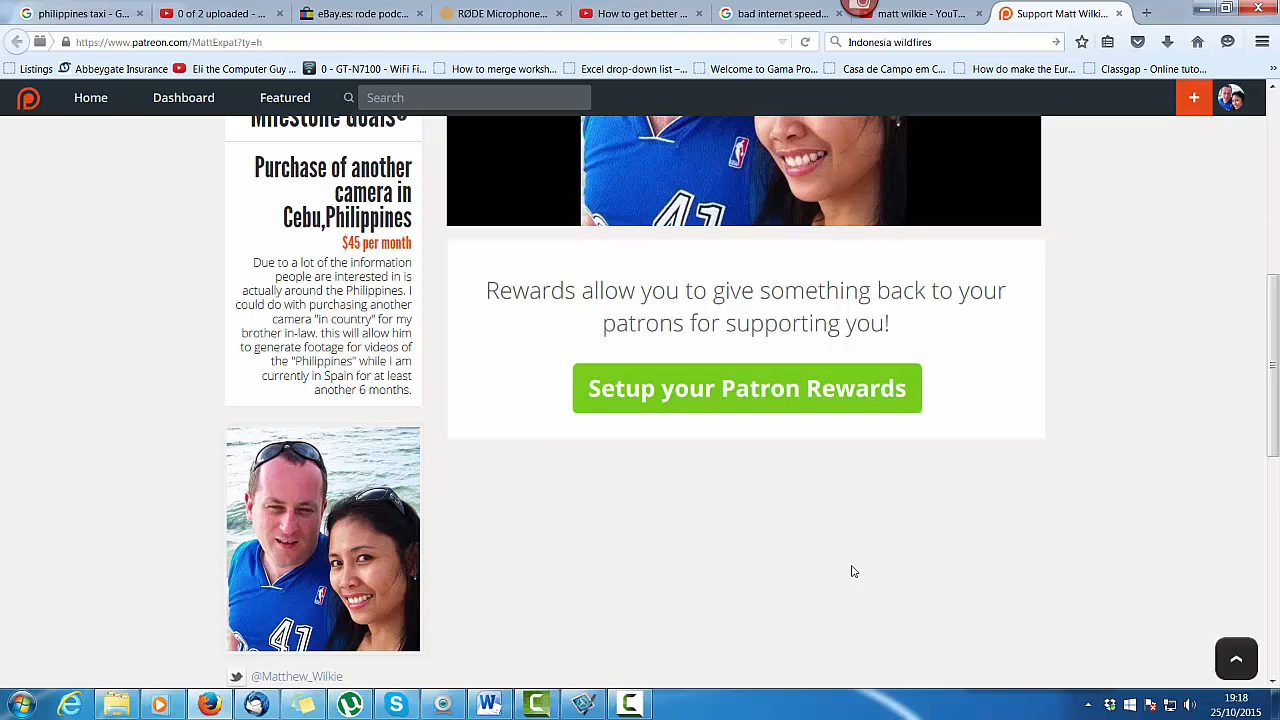 philippines taxi - G...
0 of 2 uploaded - ...
eBay.es: rode podc...
RØDE Microphone...
How to get better ...
bad internet speed...
matt wilkie - YouT...
Support Matt Wilki...
https://www.patreon.com/MattExpat?ty=h
Indonesia wildfires
Listings
Abbeygate Insurance
Eli the Computer Guy ...
0 - GT-N7100 - WiFi Fi...
How to merge worksh...
Excel drop-down list –...
Welcome to Gama Pro...
Casa de Campo em C...
How do make the Eur...
Classgap - Online tuto...
Home
Dashboard
Featured
Search
Milestone Goals
Purchase of another
camera in
Cebu,Philippines
$45 per month
Due to a lot of the information
people are interested in is
actually around the Philippines. I
could do with purchasing another
camera "in country" for my
brother in-law. this will allow him
to generate footage for videos of
the "Philippines" while I am
currently in Spain for at least
another 6 months.
41
Rewards allow you to give something back to your
patrons for supporting you!
Setup your Patron Rewards
41
@Matthew_Wilkie
19:18
25/10/2015